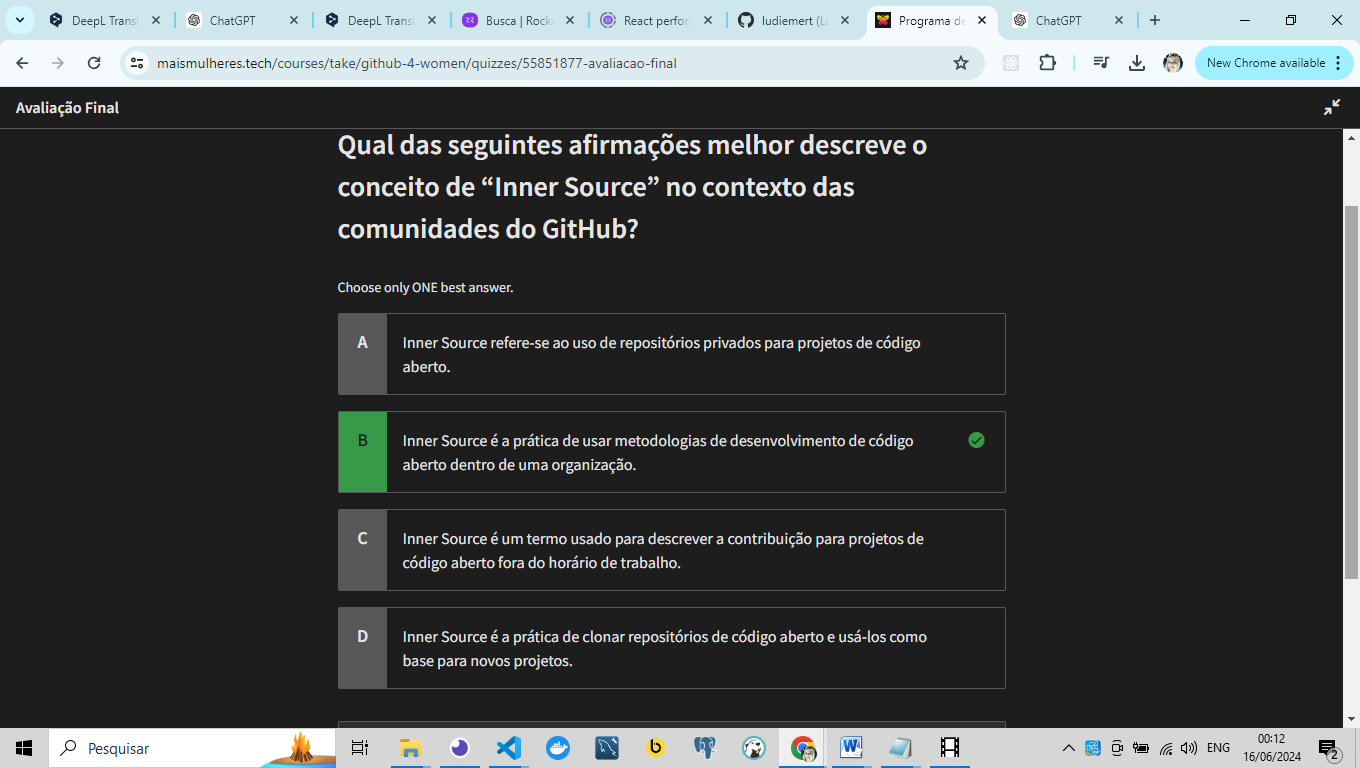 DeepL Transl
ChatGPT
DeepL Transl
Busca | Rock
React perfor
ludiemert (L
Programa de
ChatGPT
maismulheres.tech/courses/take/github-4-women/quizzes/55851877-avaliacao-final
New Chrome available
Avaliação Final
Qual das seguintes afirmações melhor descreve o
conceito de “Inner Source” no contexto das
comunidades do GitHub?
Choose only ONE best answer.
A
Inner Source refere-se ao uso de repositórios privados para projetos de código
aberto.
B
Inner Source é a prática de usar metodologias de desenvolvimento de código
aberto dentro de uma organização.
C
Inner Source é um termo usado para descrever a contribuição para projetos de
código aberto fora do horário de trabalho.
D
Inner Source é a prática de clonar repositórios de código aberto e usá-los como
base para novos projetos.
Pesquisar
ENG
00:12
16/06/2024
2